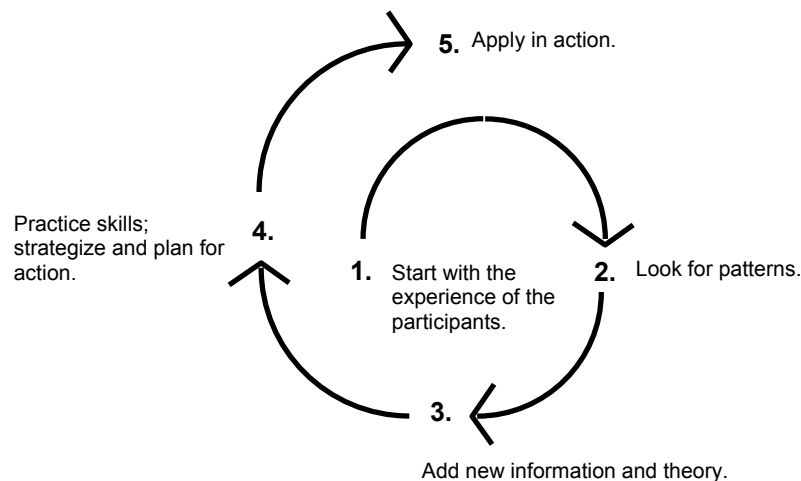 1. Start with the
experience of the
participants.
2. Look for patterns.
3.
Add new information and theory.
4. Practice skills;
strategize and plan for
action.
5. Apply in action.